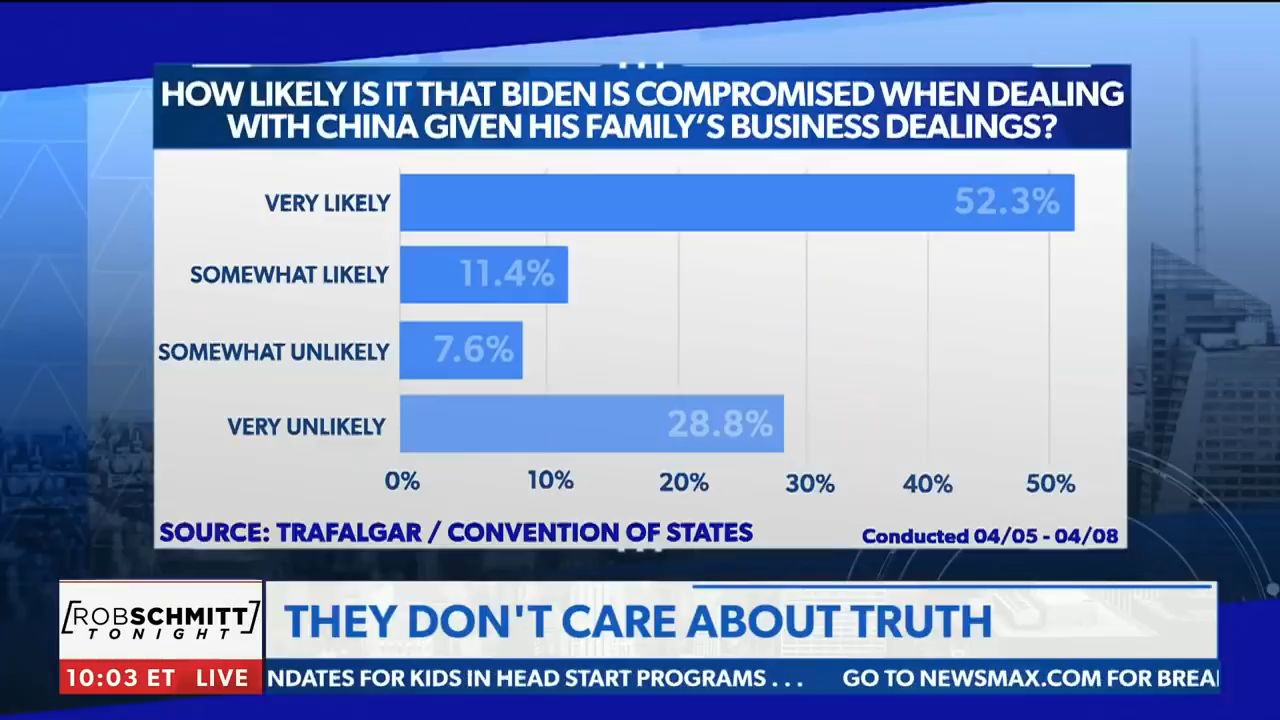 HOW LIKELY IS IT THAT BIDEN IS COMPROMISED WHEN DEALING
WITH CHINA GIVEN HIS FAMILY'S BUSINESS DEALINGS?
VERY LIKELY 52.3%
SOMEWHAT LIKELY 11.4%
SOMEWHAT UNLIKELY 7.6%
VERY UNLIKELY 28.8%
0% 10% 20% 30% 40% 50%
SOURCE: TRAFALGAR / CONVENTION OF STATES
Conducted 04/05 - 04/08
[ROBSCHMITT]
TONIGHT
THEY DON'T CARE ABOUT TRUTH
10:03 ET LIVE
NDATES FOR KIDS IN HEAD START PROGRAMS . . . GO TO NEWSMAX.COM FOR BREA